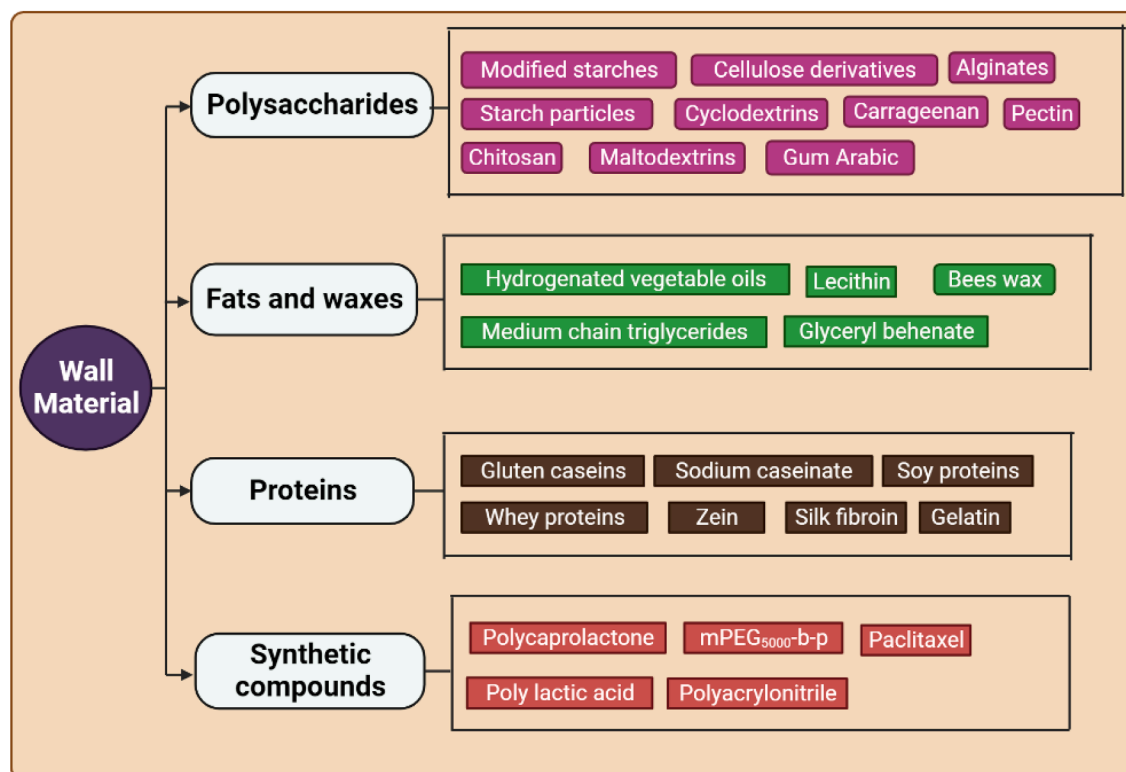 Wall
Material
Polysaccharides
Modified starches
Cellulose derivatives
Alginates
Starch particles
Cyclodextrins
Carrageenan
Pectin
Chitosan
Maltodextrins
Gum Arabic
Fats and waxes
Hydrogenated vegetable oils
Lecithin
Bees wax
Medium chain triglycerides
Glyceryl behenate
Proteins
Gluten caseins
Sodium caseinate
Soy proteins
Whey proteins
Zein
Silk fibroin
Gelatin
Synthetic
compounds
Polycaprolactone
mPEG₅₀₀₀-b-p
Paclitaxel
Poly lactic acid
Polyacrylonitrile